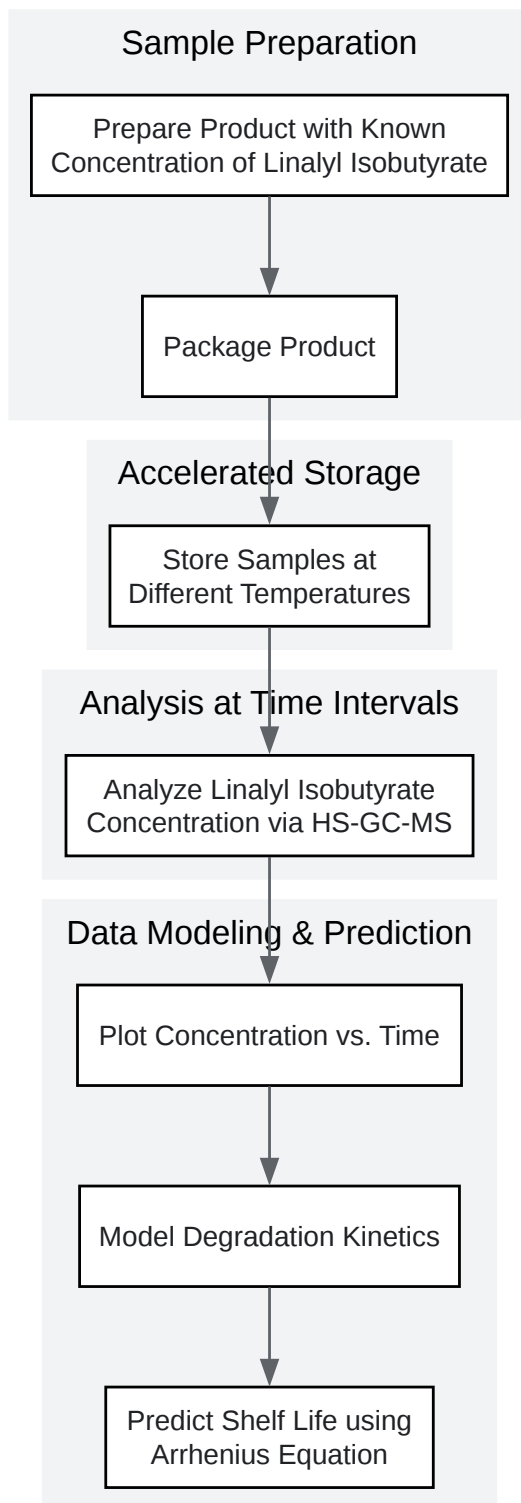 Sample Preparation
Prepare Product with Known
Concentration of Linalyl Isobutyrate
Package Product
Accelerated Storage
Store Samples at
Different Temperatures
Analysis at Time Intervals
Analyze Linalyl Isobutyrate
Concentration via HS-GC-MS
Data Modeling & Prediction
Plot Concentration vs. Time
Model Degradation Kinetics
Predict Shelf Life using
Arrhenius Equation